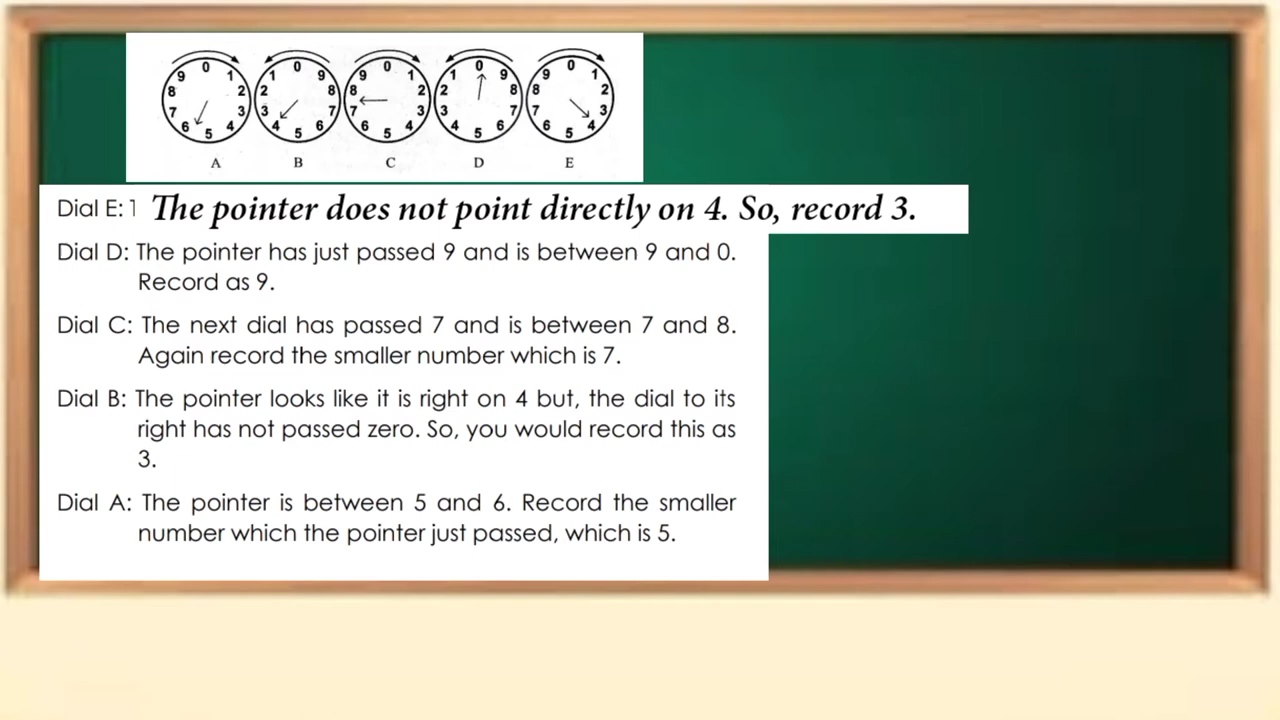 0 0 0 0 0
9 1 1 9 9 1 1 9 9 1
8 2 2 8 8 2 2 8 8 2
7 3 3 7 7 3 3 7 7 3
6 5 4 4 5 6 6 5 4 4 5 6 6 5 4
A B C D E
Dial E: The pointer does not point directly on 4. So, record 3.
Dial D: The pointer has just passed 9 and is between 9 and 0.
Record as 9.
Dial C: The next dial has passed 7 and is between 7 and 8.
Again record the smaller number which is 7.
Dial B: The pointer looks like it is right on 4 but, the dial to its
right has not passed zero. So, you would record this as
3.
Dial A: The pointer is between 5 and 6. Record the smaller
number which the pointer just passed, which is 5.